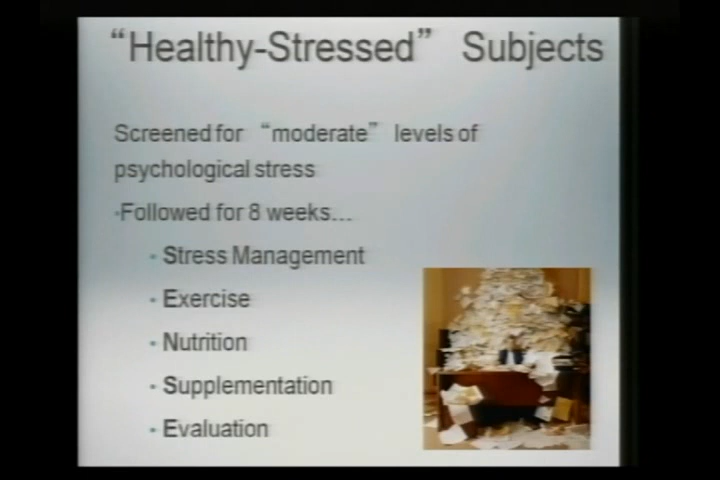 “Healthy-Stressed” Subjects
Screened for “moderate” levels of
psychological stress
•Followed for 8 weeks...
• Stress Management
• Exercise
• Nutrition
• Supplementation
• Evaluation